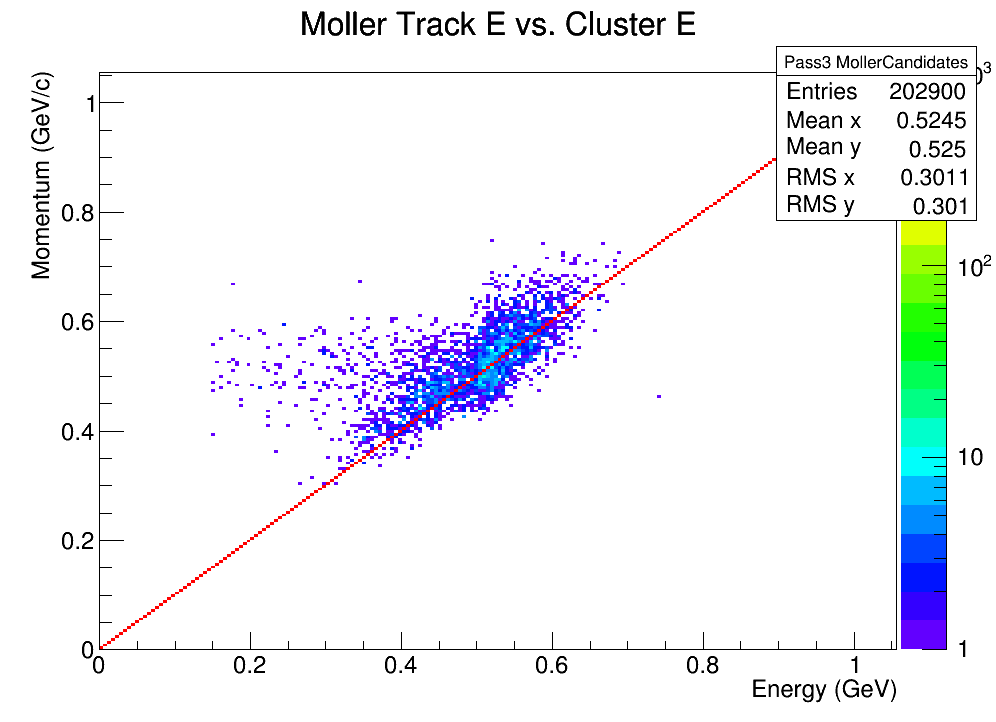 Moller Track E vs. Cluster E
Pass3 MollerCandidates
Entries 202900
Mean x 0.5245
Mean y 0.525
RMS x 0.3011
RMS y 0.301
Momentum (GeV/c)
1
0.8
0.6
0.4
0.2
0
0 0.2 0.4 0.6 0.8 1
Energy (GeV)
10²
10
1